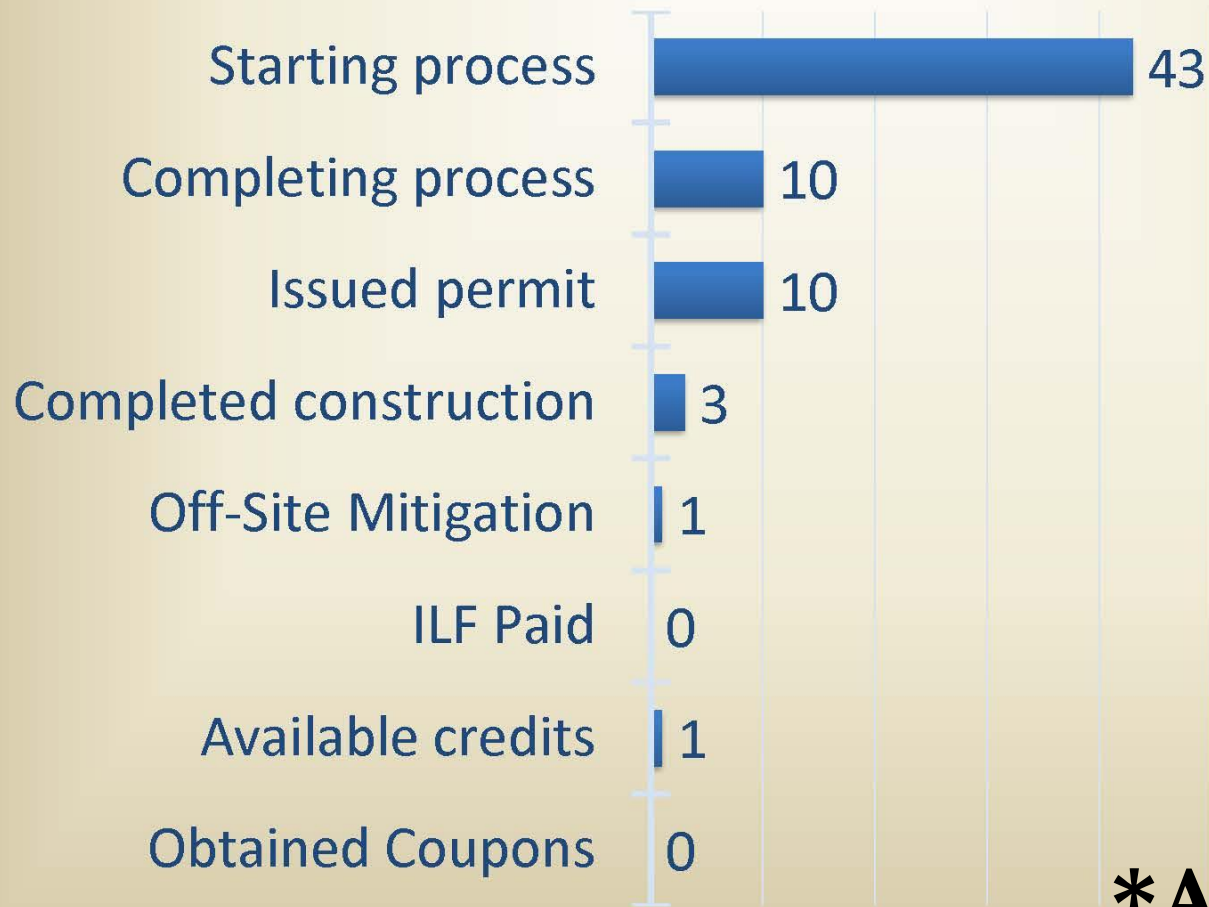 Starting process 43
Completing process 10
Issued permit 10
Completed construction 3
Off-Site Mitigation 1
ILF Paid 0
Available credits 1
Obtained Coupons 0